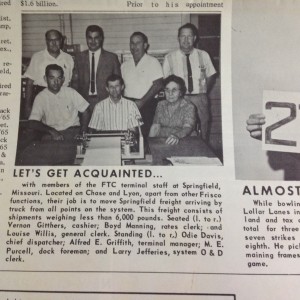 $1.6 billion.
Prior to his appointment
LET'S GET ACQUAINTED...
with members of the FTC terminal staff at Springfield,
Missouri. Located on Chase and Lyon, apart from other Frisco
functions, their job is to move Springfield freight arriving by
truck from all points on the system. This freight consists of
shipments weighing less than 6,000 pounds. Seated (l. to r.)
Vernon Gitthers, cashier; Boyd Manning, rates clerk; and
Louise Willis, general clerk. Standing (l. to r.) Odie Davis,
chief dispatcher; Alfred E. Griffith, terminal manager; M. E.
Purcell, dock foreman; and Larry Jefferies, system O & D
clerk.
2
ALMOST
While bowling
Lollar Lanes in
land and tax
total for three
seven strikes
eighth. He pick
maining frames
game.